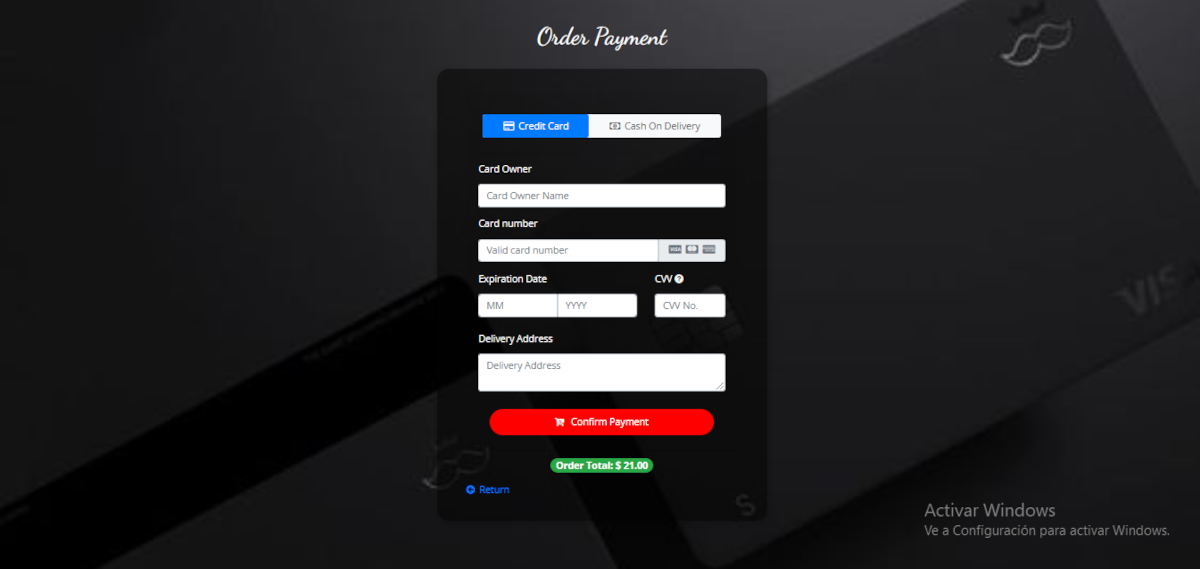 Order Payment
Credit Card
Cash On Delivery
Card Owner
Card Owner Name
Card number
Valid card number
VISA
Expiration Date
CVV
MM
YYYY
CVV No.
Delivery Address
Delivery Address
Confirm Payment
Order Total: $ 21.00
Return
VIS
S
Activar Windows
Ve a Configuración para activar Windows.